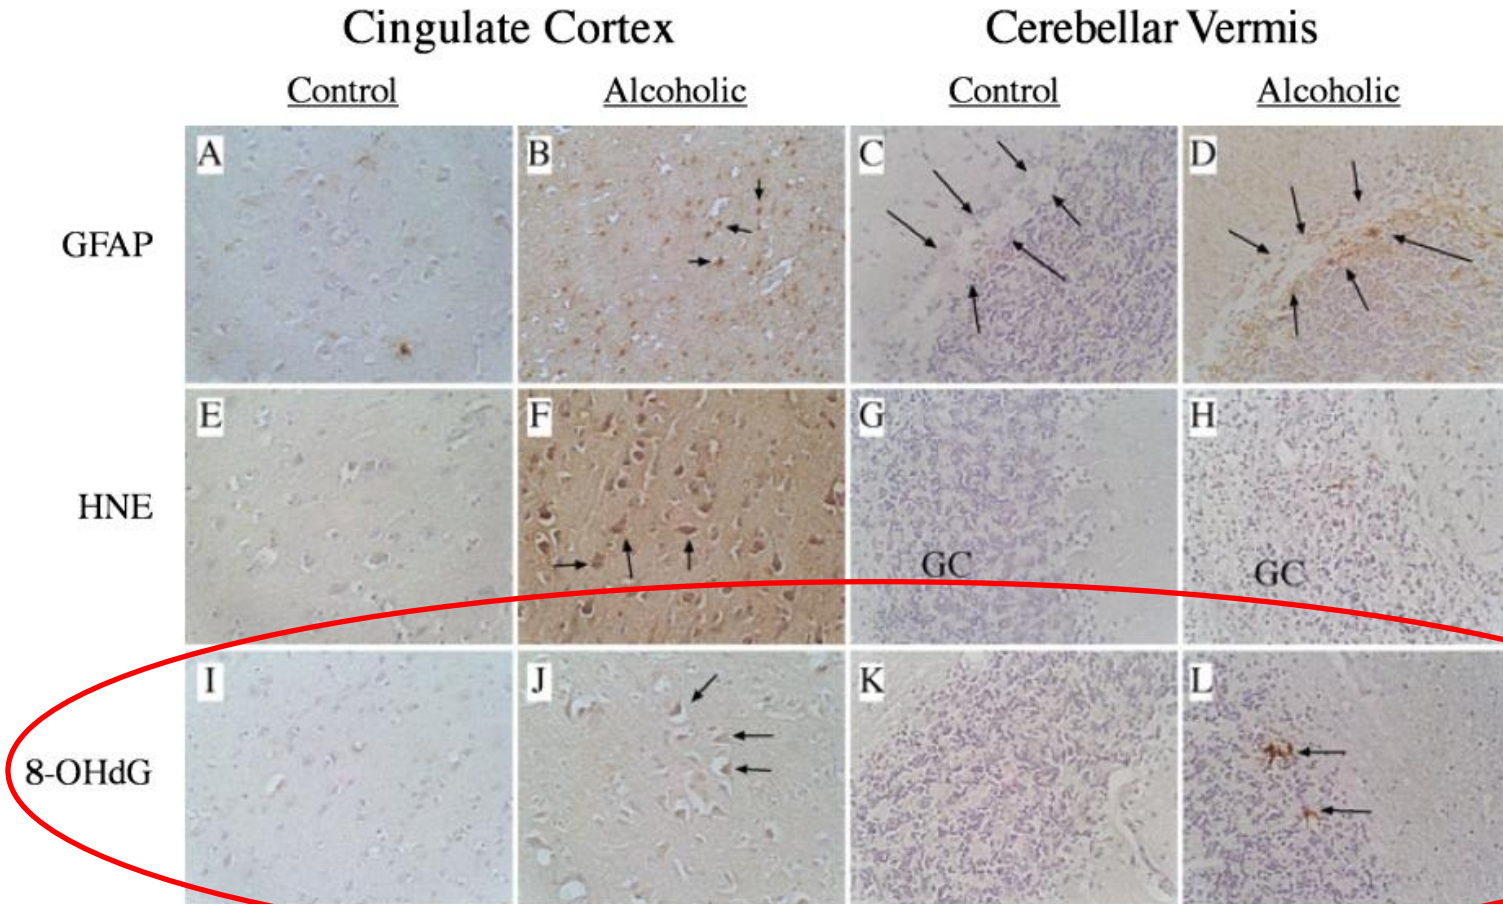 Cingulate Cortex Cerebellar Vermis
Control Alcoholic Control Alcoholic
A B C D
GFAP
E F G H
HNE
GC GC
I J K L
8-OHdG